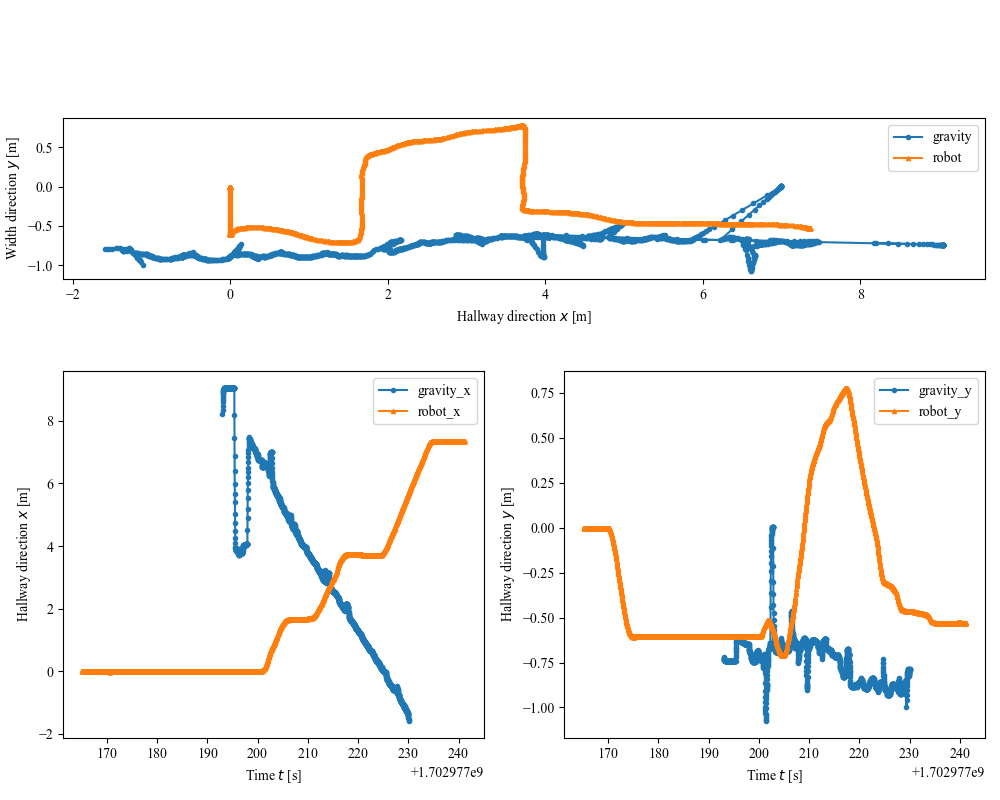 gravity
robot
Width direction y [m]
0.5
0.0
−0.5
−1.0
−2
0
2
4
6
8
Hallway direction x [m]
gravity_x
robot_x
Hallway direction x [m]
8
6
4
2
0
−2
170
180
190
200
210
220
230
240
+1.702977e9
Time t [s]
gravity_y
robot_y
Hallway direction y [m]
0.75
0.50
0.25
0.00
−0.25
−0.50
−0.75
−1.00
170
180
190
200
210
220
230
240
+1.702977e9
Time t [s]